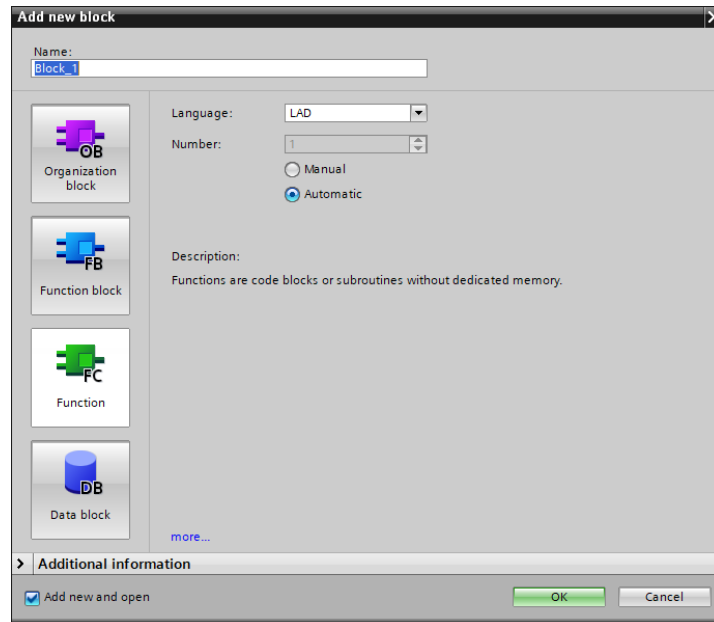 Add new block
Name:
Block_1
Language:
LAD
Number:
1
Manual
Automatic
OB
Organization
block
FB
Function block
FC
Function
DB
Data block
Description:
Functions are code blocks or subroutines without dedicated memory.
more...
> Additional information
Add new and open
OK
Cancel